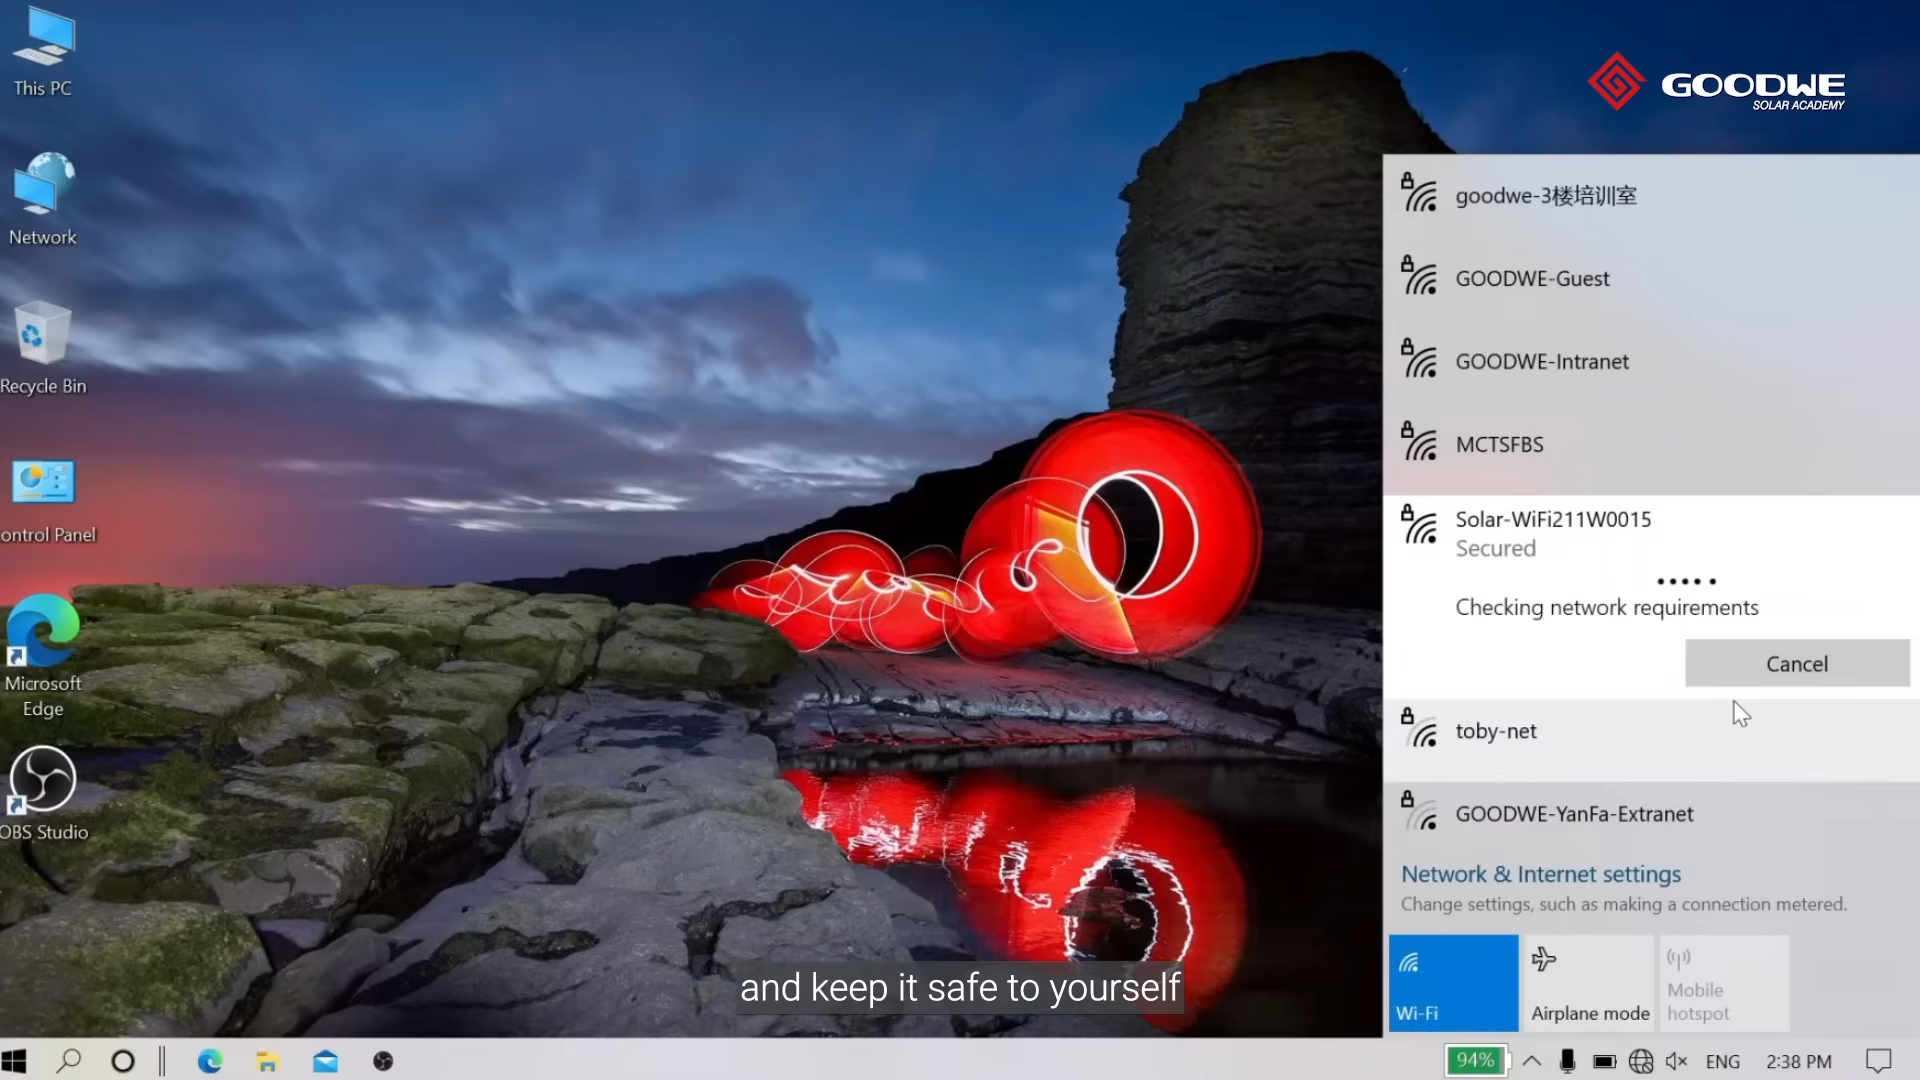 This PC
Network
Recycle Bin
ontrol Panel
Microsoft
Edge
OBS Studio
GOODWE
SOLAR ACADEMY
goodwe-3楼培训室
GOODWE-Guest
GOODWE-Intranet
MCTSFBS
Solar-WiFi211W0015
Secured
Checking network requirements
Cancel
toby-net
GOODWE-YanFa-Extranet
Network & Internet settings
Change settings, such as making a connection metered.
Wi-Fi
Airplane mode
Mobile
hotspot
and keep it safe to yourself
94%
ENG
2:38 PM